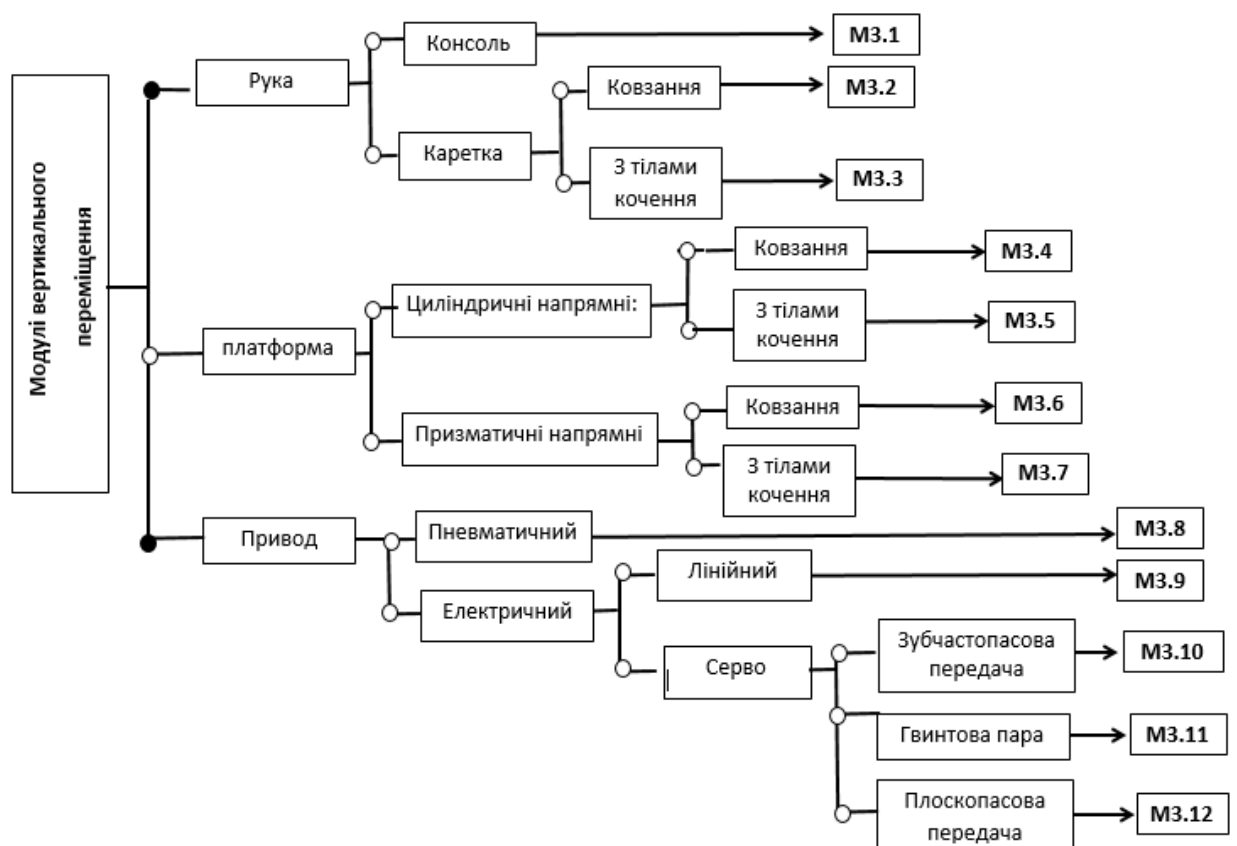 Модулі вертикального
переміщення
Рука
Консоль
М3.1
Каретка
Ковзання
М3.2
З тілами
кочення
М3.3
платформа
Циліндричні напрямні:
Ковзання
М3.4
З тілами
кочення
М3.5
Призматичні напрямні
Ковзання
М3.6
З тілами
кочення
М3.7
Привод
Пневматичний
М3.8
Електричний
Лінійний
М3.9
Серво
Зубчастопасова
передача
М3.10
Гвинтова пара
М3.11
Плоскопасова
передача
М3.12